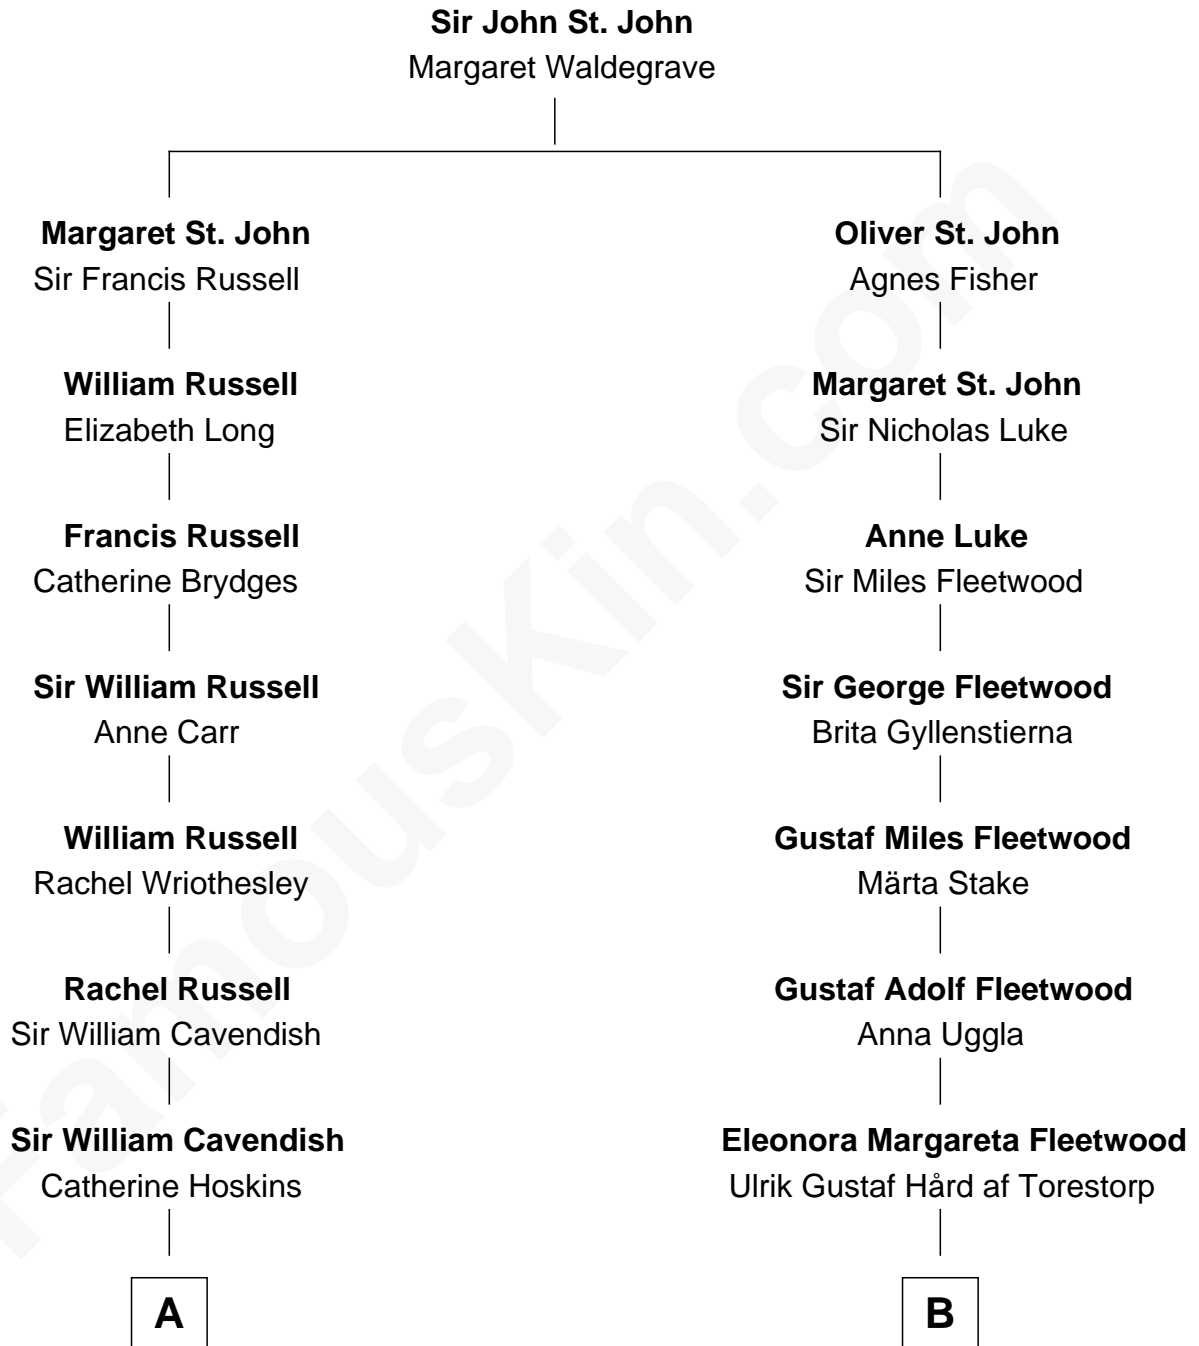 Sir John St. John
Margaret Waldegrave
Margaret St. John
Sir Francis Russell
Oliver St. John
Agnes Fisher
William Russell
Elizabeth Long
Margaret St. John
Sir Nicholas Luke
Francis Russell
Catherine Brydges
Anne Luke
Sir Miles Fleetwood
Sir William Russell
Anne Carr
Sir George Fleetwood
Brita Gyllenstierna
William Russell
Rachel Wriothesley
Gustaf Miles Fleetwood
Märta Stake
Rachel Russell
Sir William Cavendish
Gustaf Adolf Fleetwood
Anna Uggla
Sir William Cavendish
Catherine Hoskins
Eleonora Margareta Fleetwood
Ulrik Gustaf Hård af Torestorp
A
B
FamousKin.com